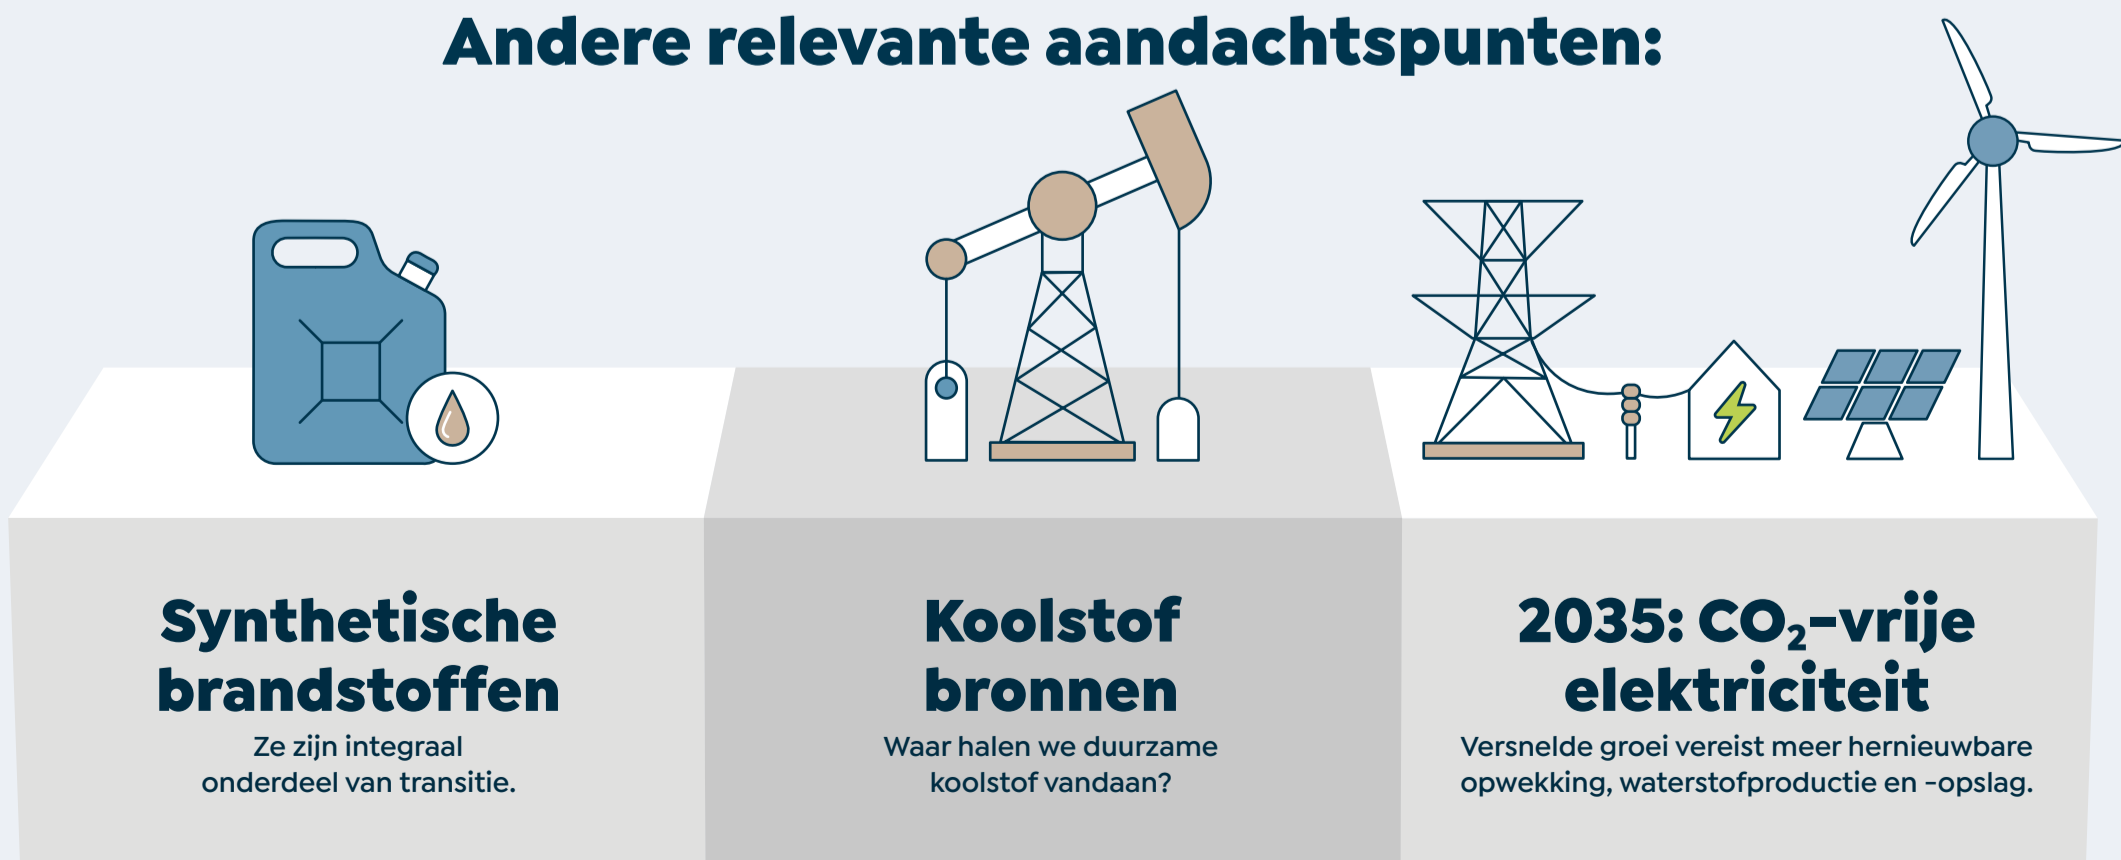 Andere relevante aandachtspunten:
Synthetische
brandstoffen
Ze zijn integraal
onderdeel van transitie.
Koolstof
bronnen
Waar halen we duurzame
koolstof vandaan?
2035: CO₂-vrije
elektriciteit
Versnelde groei vereist meer hernieuwbare
opwekking, waterstofproductie en -opslag.